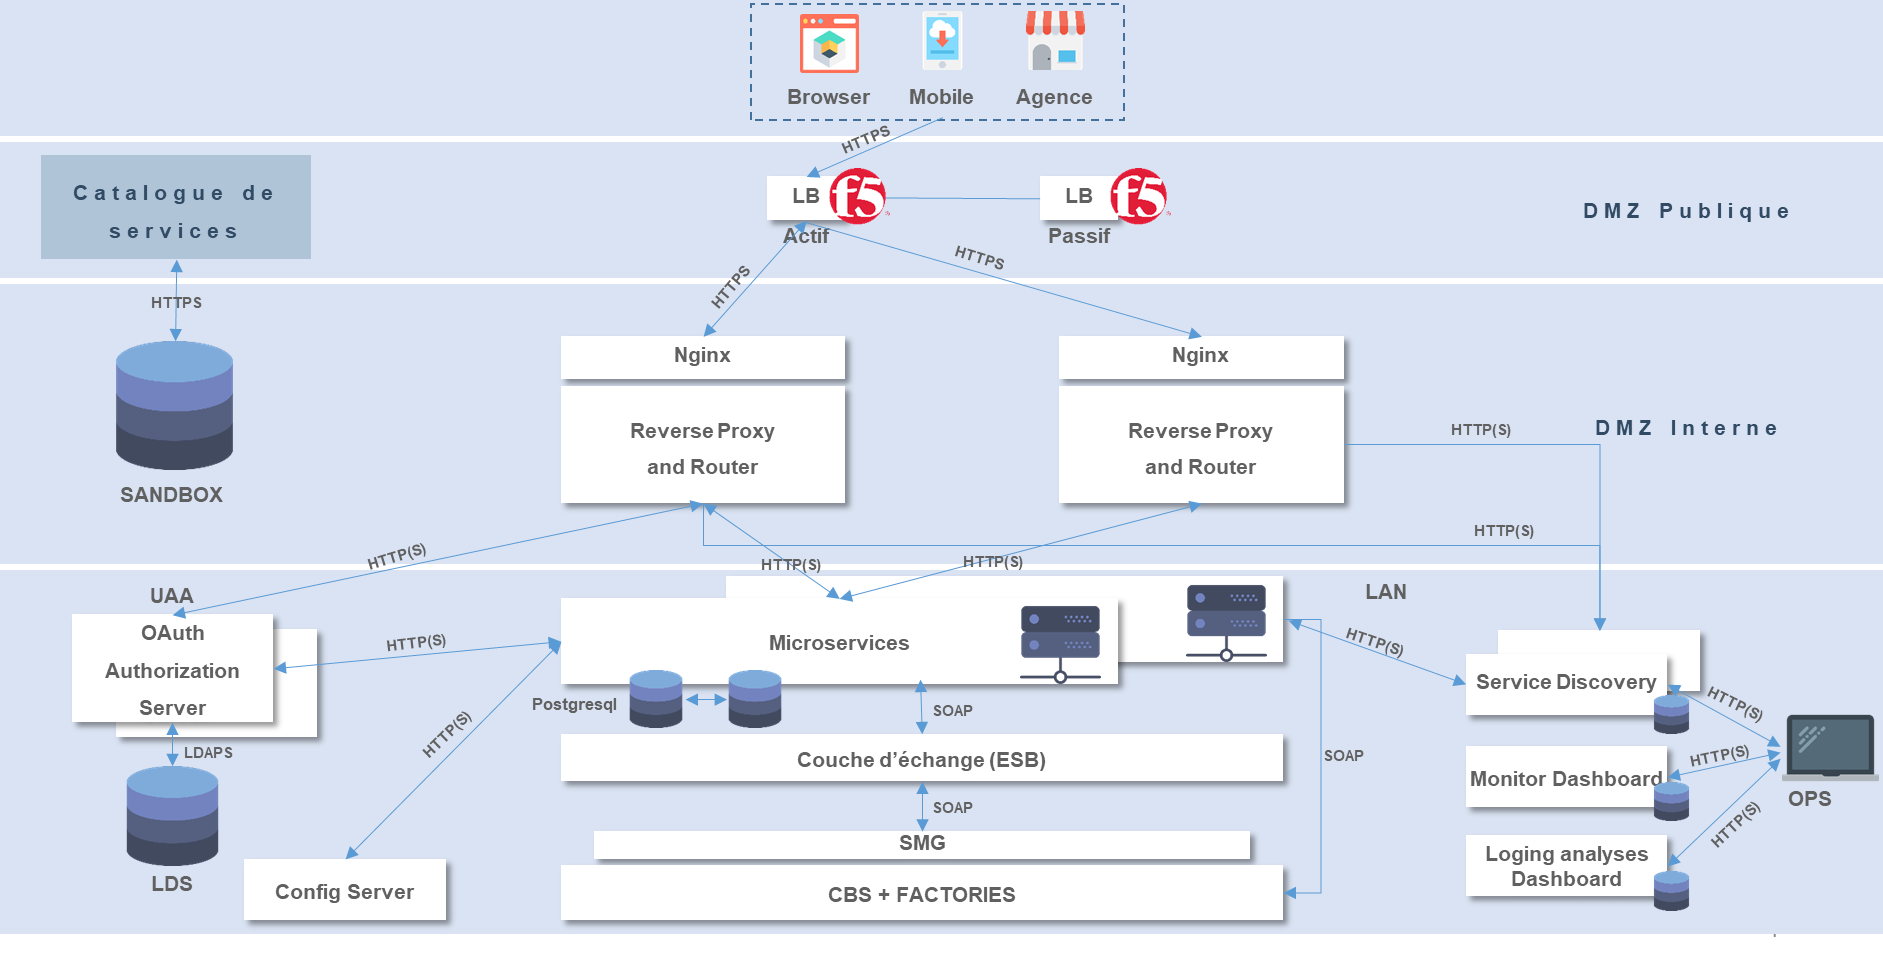 Browser
Mobile
Agence
HTTPS
Catalogue de
services
LB
f5
LB
f5
Actif
Passif
DMZ Publique
HTTPS
HTTPS
HTTPS
SANDBOX
Nginx
Nginx
Reverse Proxy
and Router
Reverse Proxy
and Router
HTTP(S)
DMZ Interne
HTTP(S)
HTTP(S)
HTTP(S)
HTTP(S)
UAA
LAN
OAuth
Authorization
Server
HTTP(S)
Microservices
HTTP(S)
Service Discovery
Postgresql
SOAP
HTTP(S)
HTTP(S)
LDAPS
Couche d’échange (ESB)
SOAP
HTTP(S)
Monitor Dashboard
OPS
SOAP
HTTP(S)
SMG
LDS
Config Server
CBS + FACTORIES
Loging analyses
Dashboard